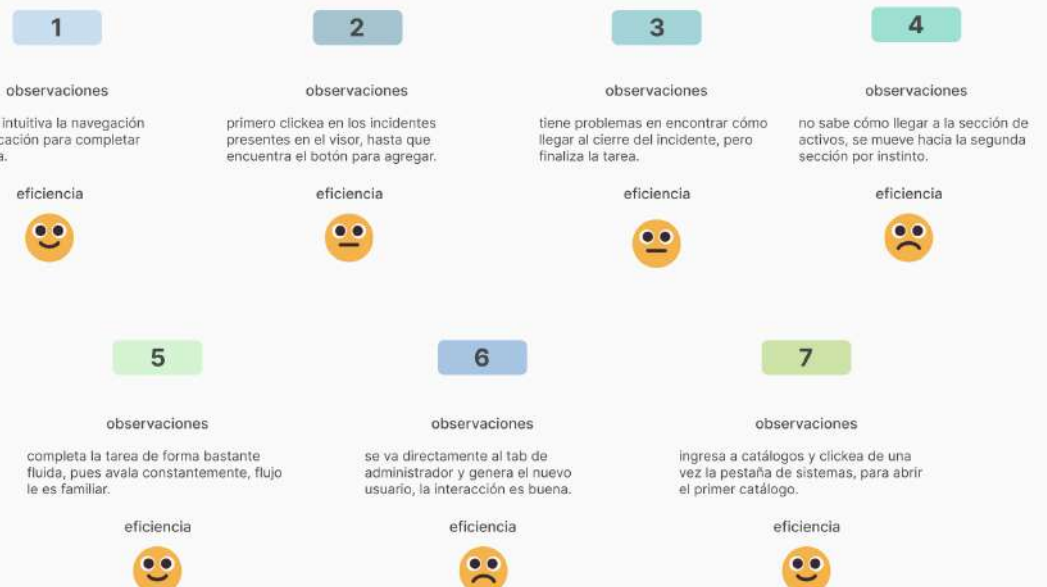 1
observaciones
intuitiva la navegación
cación para completar
a.
eficiencia
2
observaciones
primero clickea en los incidentes
presentes en el visor, hasta que
encuentra el botón para agregar.
eficiencia
3
observaciones
tiene problemas en encontrar cómo
llegar al cierre del incidente, pero
finaliza la tarea.
eficiencia
4
observaciones
no sabe cómo llegar a la sección de
activos, se mueve hacia la segunda
sección por instinto.
eficiencia
5
observaciones
completa la tarea de forma bastante
fluida, pues avala constantemente, flujo
le es familiar.
eficiencia
6
observaciones
se va directamente al tab de
administrador y genera el nuevo
usuario, la interacción es buena.
eficiencia
7
observaciones
ingresa a catálogos y clickea de una
vez la pestaña de sistemas, para abrir
el primer catálogo.
eficiencia